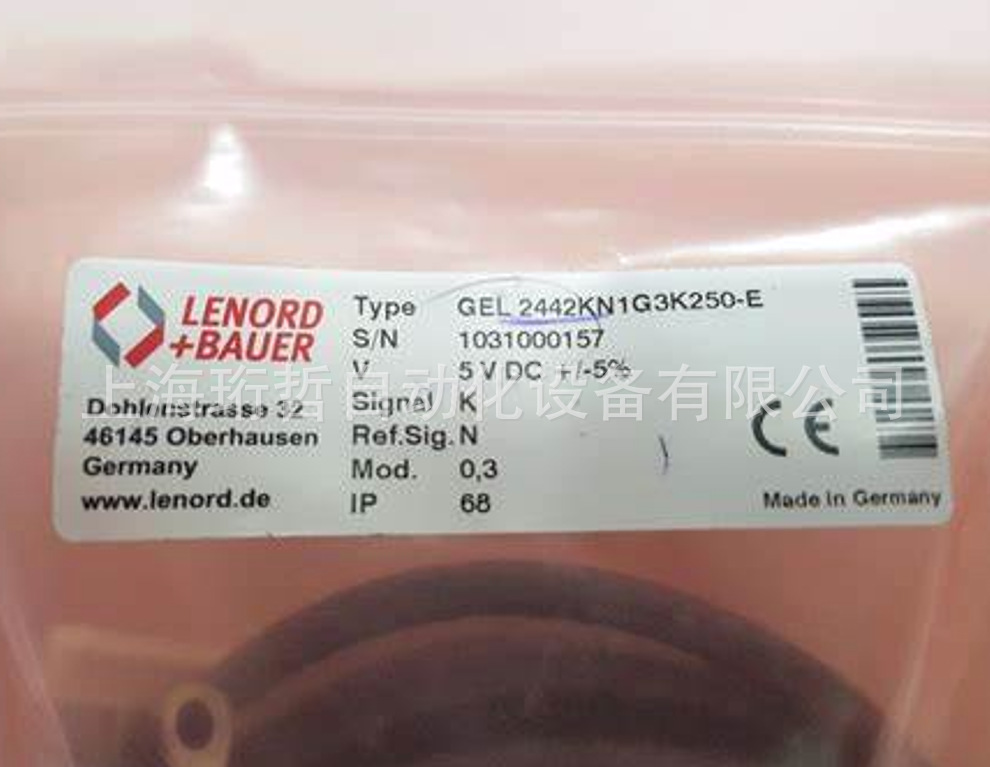 LENORD
+BAUER
Dohlenstrasse 32
46145 Oberhausen
Germany
www.lenord.de
Type GEL 2442KN1G3K250-E
S/N 1031000157
V 5 V DC +/-5%
Signal K
Ref.Sig. N
Mod. 0,3
IP 68
CE
Made in Germany
上海珩哲自动化设备有限公司